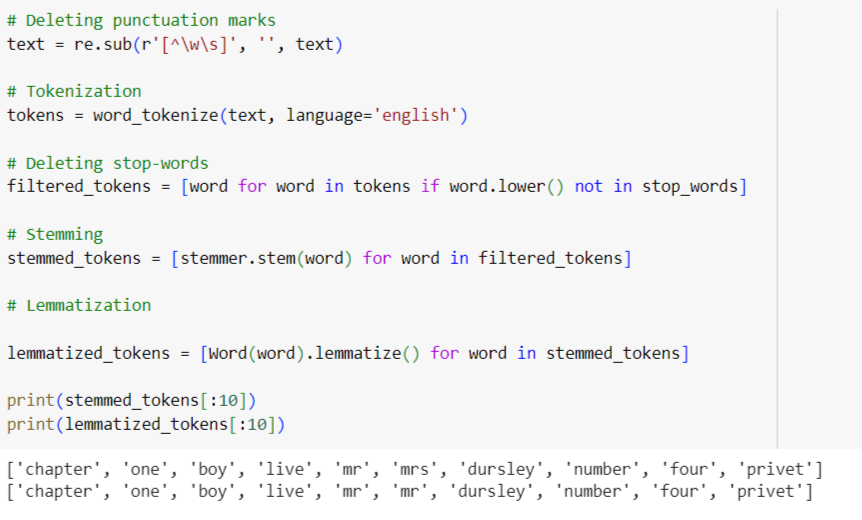 # Deleting punctuation marks
text = re.sub(r'[^\w\s]', '', text)
# Tokenization
tokens = word_tokenize(text, language='english')
# Deleting stop-words
filtered_tokens = [word for word in tokens if word.lower() not in stop_words]
# Stemming
stemmed_tokens = [stemmer.stem(word) for word in filtered_tokens]
# Lemmatization
lemmatized_tokens = [Word(word).lemmatize() for word in stemmed_tokens]
print(stemmed_tokens[:10])
print(lemmatized_tokens[:10])
['chapter', 'one', 'boy', 'live', 'mr', 'mrs', 'dursley', 'number', 'four', 'privet']
['chapter', 'one', 'boy', 'live', 'mr', 'mr', 'dursley', 'number', 'four', 'privet']